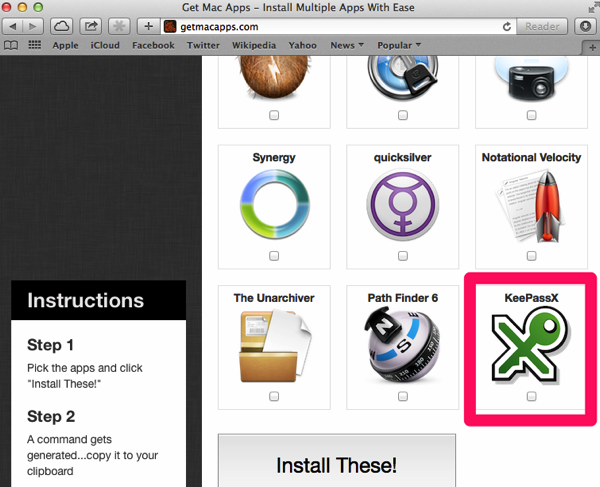 Get Mac Apps - Install Multiple Apps With Ease
getmacapps.com
Reader
Apple iCloud Facebook Twitter Wikipedia Yahoo News Popular
Synergy
quicksilver
Notational Velocity
The Unarchiver
Path Finder 6
N
S
KeePassX
Instructions
Step 1
Pick the apps and click
"Install These!"
Step 2
A command gets
generated...copy it to your
clipboard
Install These!